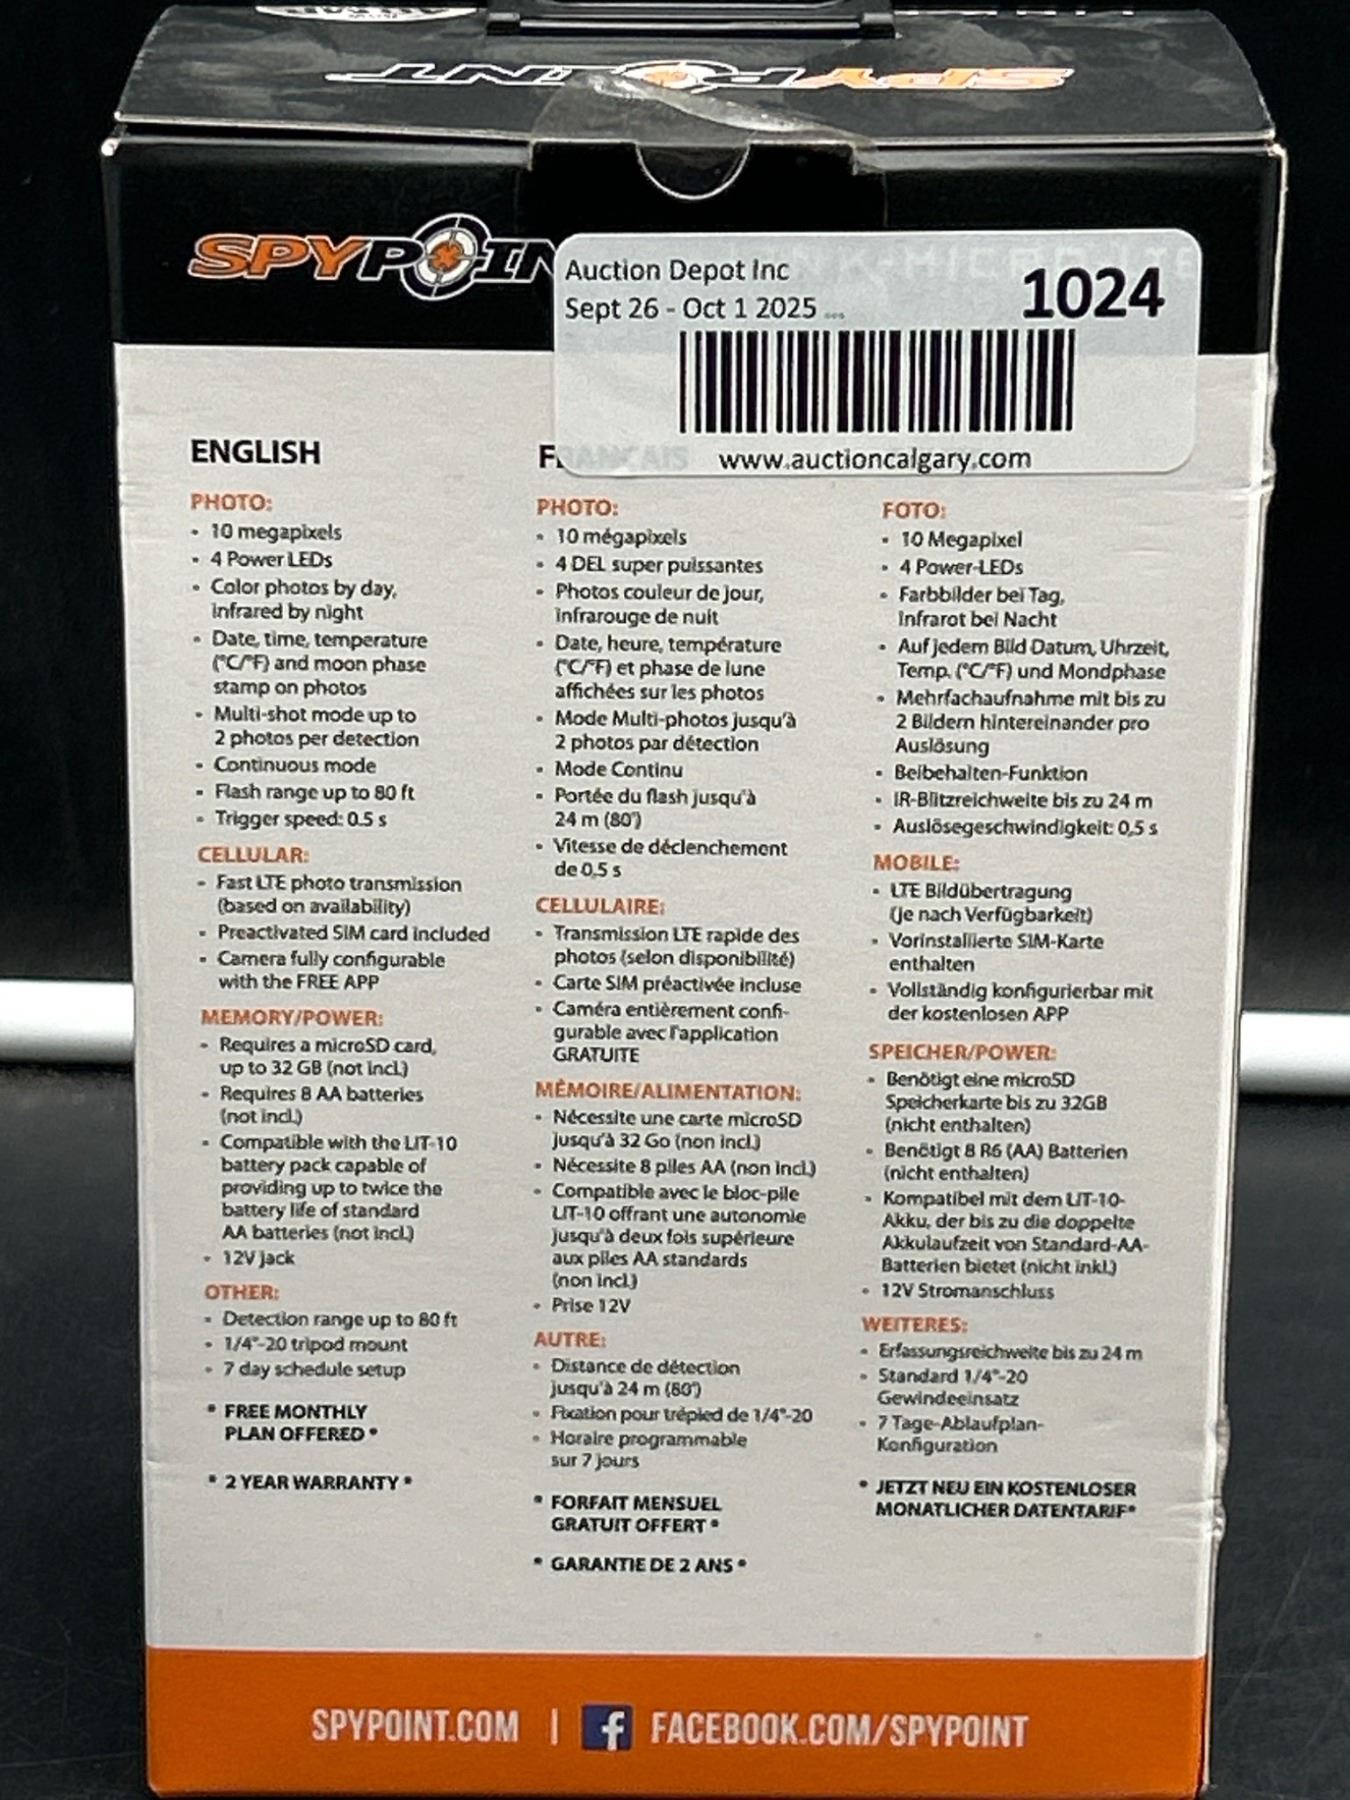 SPYPOINT
SPYPOIN
Auction Depot Inc
Sept 26 - Oct 1 2025 ...
1024
www.auctioncalgary.com
ENGLISH
PHOTO:
• 10 megapixels
• 4 Power LEDs
• Color photos by day,
infrared by night
• Date, time, temperature
(°C/°F) and moon phase
stamp on photos
• Multi-shot mode up to
2 photos per detection
• Continuous mode
• Flash range up to 80 ft
• Trigger speed: 0.5 s
CELLULAR:
• Fast LTE photo transmission
(based on availability)
• Preactivated SIM card included
• Camera fully configurable
with the FREE APP
MEMORY/POWER:
• Requires a microSD card,
up to 32 GB (not incl.)
• Requires 8 AA batteries
(not incl.)
• Compatible with the LIT-10
battery pack capable of
providing up to twice the
battery life of standard
AA batteries (not incl.)
• 12V jack
OTHER:
• Detection range up to 80 ft
• 1/4"-20 tripod mount
• 7 day schedule setup
* FREE MONTHLY
PLAN OFFERED *
* 2 YEAR WARRANTY *
FRANÇAIS
PHOTO:
• 10 mégapixels
• 4 DEL super puissantes
• Photos couleur de jour,
infrarouge de nuit
• Date, heure, température
(°C/°F) et phase de lune
affichées sur les photos
• Mode Multi-photos jusqu'à
2 photos par détection
• Mode Continu
• Portée du flash jusqu'à
24 m (80')
• Vitesse de déclenchement
de 0,5 s
CELLULAIRE:
• Transmission LTE rapide des
photos (selon disponibilité)
• Carte SIM préactivée incluse
• Caméra entièrement confi-
gurable avec l'application
GRATUITE
MÉMOIRE/ALIMENTATION:
• Nécessite une carte microSD
jusqu'à 32 Go (non incl.)
• Nécessite 8 piles AA (non incl.)
• Compatible avec le bloc-pile
LIT-10 offrant une autonomie
jusqu'à deux fois supérieure
aux piles AA standards
(non incl.)
• Prise 12V
AUTRE:
• Distance de détection
jusqu'à 24 m (80')
• Fixation pour trépied de 1/4"-20
• Horaire programmable
sur 7 jours
* FORFAIT MENSUEL
GRATUIT OFFERT *
* GARANTIE DE 2 ANS *
FOTO:
• 10 Megapixel
• 4 Power-LEDs
• Farbbilder bei Tag,
Infrarot bei Nacht
• Auf jedem Bild Datum, Uhrzeit,
Temp. (°C/°F) und Mondphase
• Mehrfachaufnahme mit bis zu
2 Bildern hintereinander pro
Auslösung
• Beibehalten-Funktion
• IR-Blitzreichweite bis zu 24 m
• Auslösegeschwindigkeit: 0,5 s
MOBILE:
• LTE Bildübertragung
(Je nach Verfügbarkeit)
• Vorinstallierte SIM-Karte
enthalten
• Vollständig konfigurierbar mit
der kostenlosen APP
SPEICHER/POWER:
• Benötigt eine microSD
Speicherkarte bis zu 32GB
(nicht enthalten)
• Benötigt 8 R6 (AA) Batterien
(nicht enthalten)
• Kompatibel mit dem LIT-10-
Akku, der bis zu die doppelte
Akkulaufzeit von Standard-AA-
Batterien bietet (nicht inkl.)
• 12V Stromanschluss
WEITERES:
• Erfassungsreichweite bis zu 24 m
• Standard 1/4"-20
Gewindeeinsatz
• 7 Tage-Ablaufplan-
Konfiguration
* JETZT NEU EIN KOSTENLOSER
MONATLICHER DATENTARIF*
SPYPOINT.COM | f FACEBOOK.COM/SPYPOINT